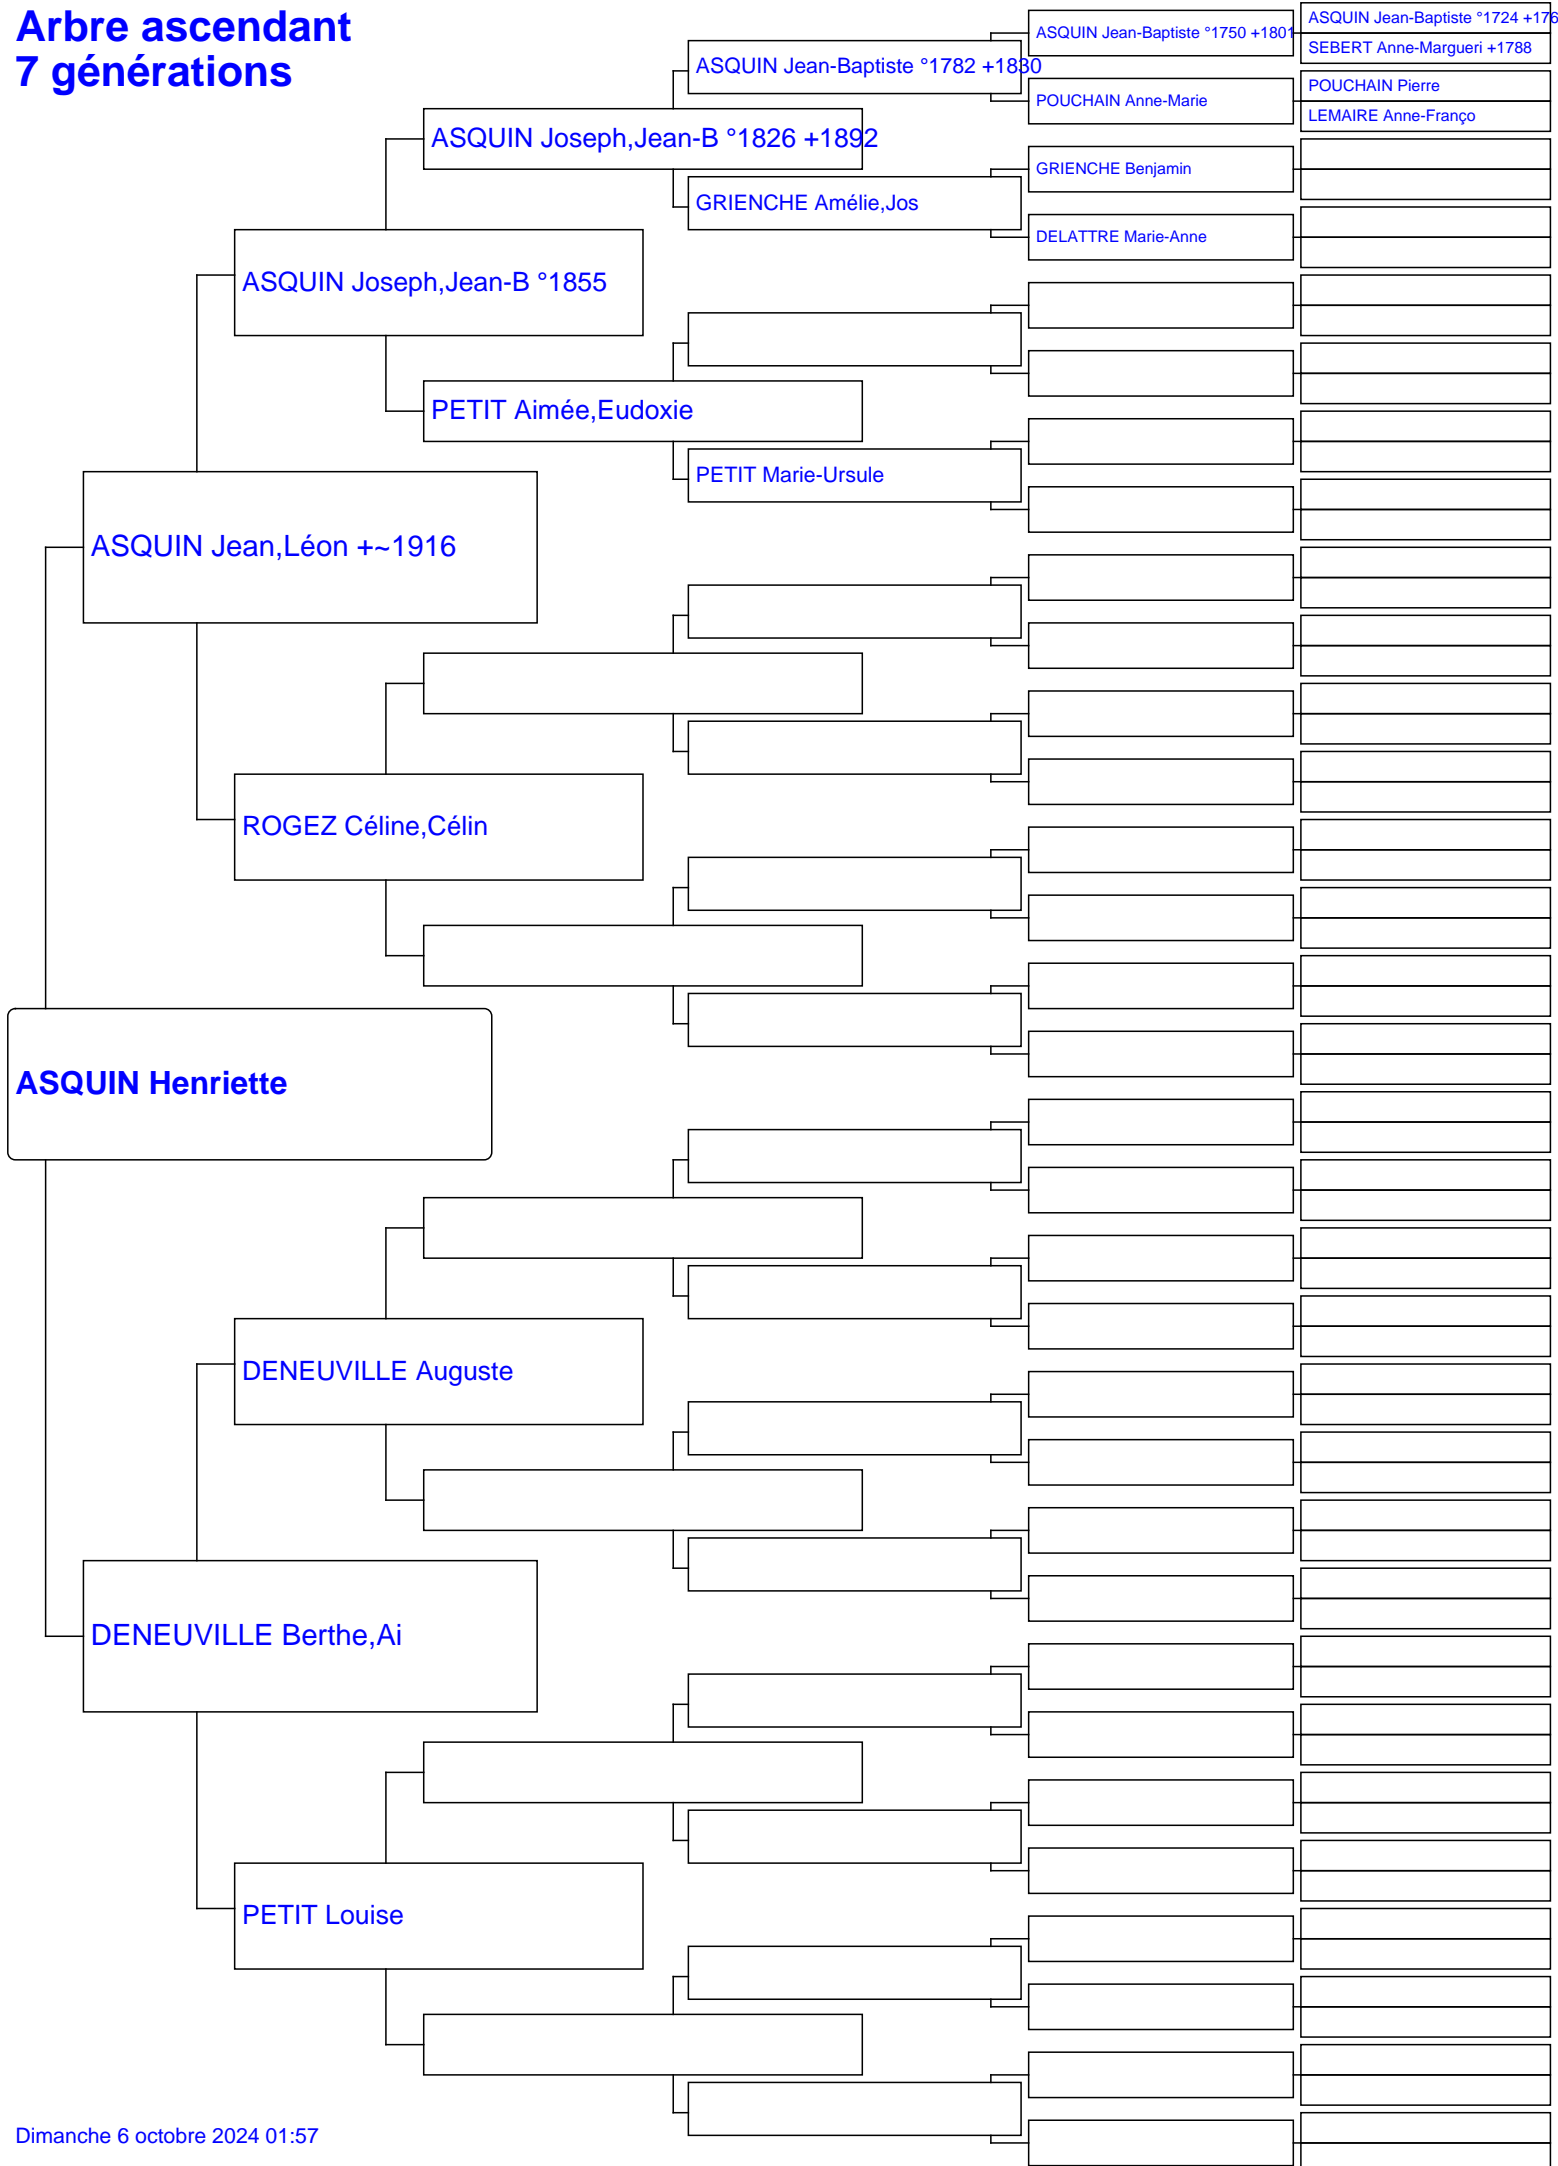 Arbre ascendant
7 générations
ASQUIN Jean-Baptiste °1750 +1801
ASQUIN Jean-Baptiste °1724 +176
SEBERT Anne-Margueri +1788
ASQUIN Jean-Baptiste °1782 +1830
POUCHAIN Anne-Marie
POUCHAIN Pierre
LEMAIRE Anne-Franço
ASQUIN Joseph,Jean-B °1826 +1892
GRIENCHE Benjamin
GRIENCHE Amélie,Jos
DELATTRE Marie-Anne
ASQUIN Joseph,Jean-B °1855
PETIT Aimée,Eudoxie
PETIT Marie-Ursule
ASQUIN Jean,Léon +~1916
ROGEZ Céline,Célin
ASQUIN Henriette
DENEUVILLE Auguste
DENEUVILLE Berthe,Ai
PETIT Louise
Dimanche 6 octobre 2024 01:57